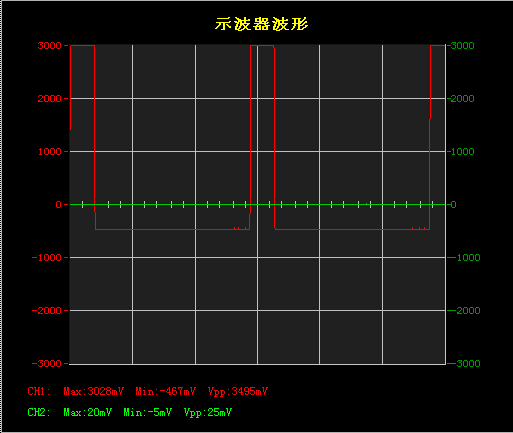 示波器波形
3000 3000
2000 2000
1000 1000
0 0
-1000 -1000
-2000 -2000
-3000 -3000
CH1: Max:3028mV Min:-467mV Vpp:3495mV
CH2: Max:20mV Min:-5mV Vpp:25mV